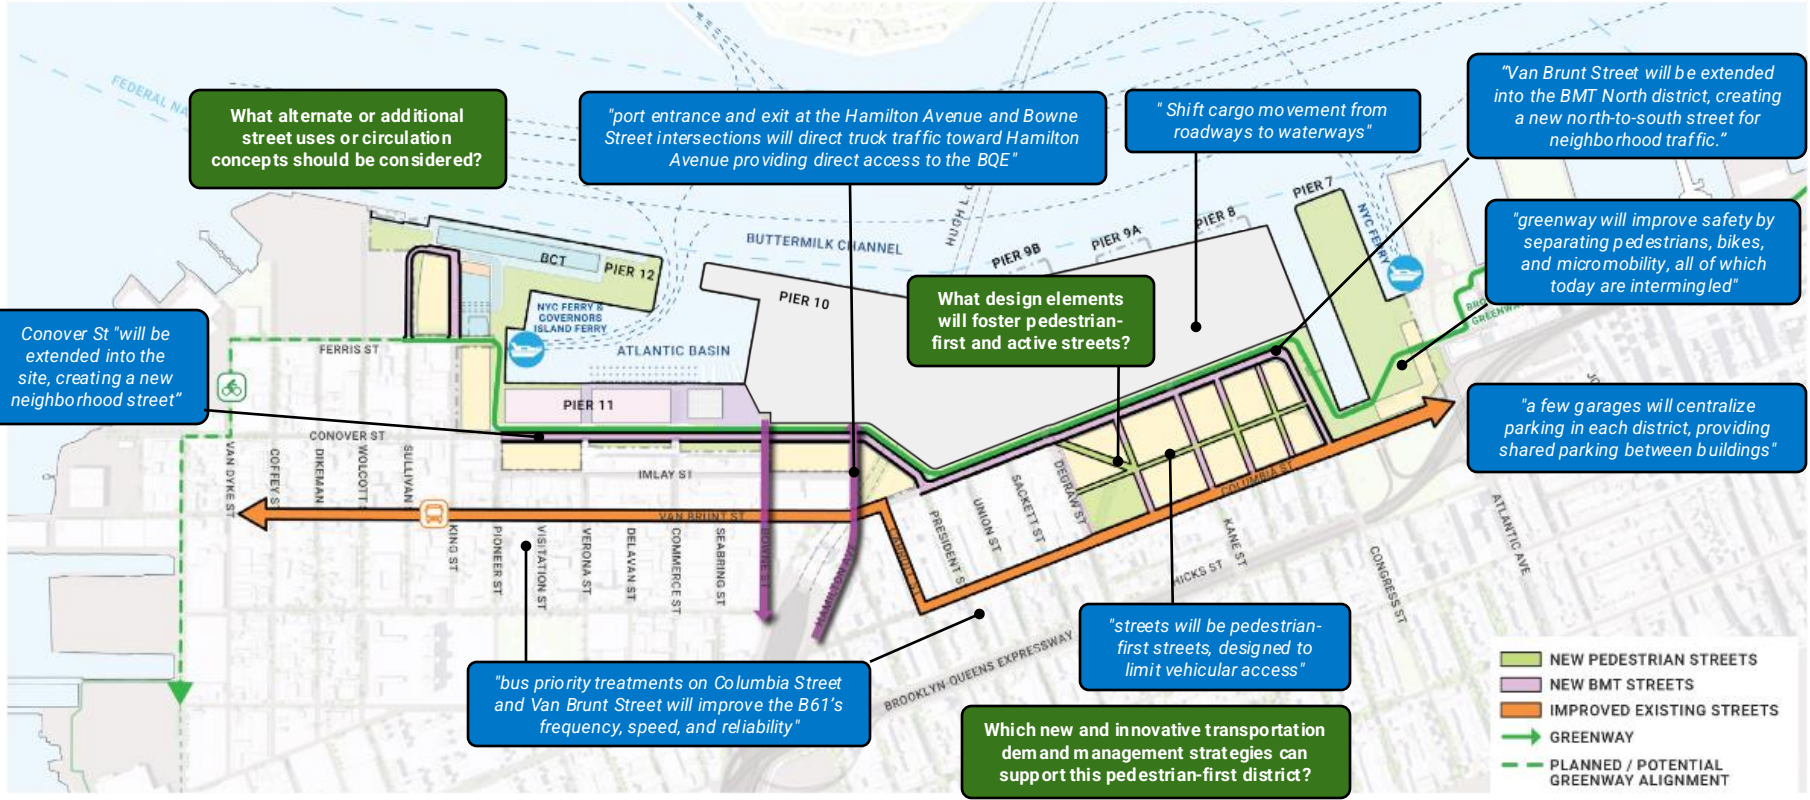 FEDERAL NA
What alternate or additional
street uses or circulation
concepts should be considered?
"port entrance and exit at the Hamilton Avenue and Bowne
Street intersections will direct truck traffic toward Hamilton
Avenue providing direct access to the BQE"
" Shift cargo movement from
roadways to waterways"
“Van Brunt Street will be extended
into the BMT North district, creating
a new north-to-south street for
neighborhood traffic.”
"greenway will improve safety by
separating pedestrians, bikes,
and micromobility, all of which
today are intermingled"
HUGH L.
BUTTERMILK CHANNEL
PIER 7
PIER 8
PIER 9A
PIER 9B
NYC FERRY
BCT
PIER 12
PIER 10
NYC FERRY &
GOVERNORS
ISLAND FERRY
ATLANTIC BASIN
What design elements
will foster pedestrian-
first and active streets?
BRO
GREENWA
Conover St "will be
extended into the
site, creating a new
neighborhood street”
FERRIS ST
PIER 11
"a few garages will centralize
parking in each district, providing
shared parking between buildings"
CONOVER ST
IMLAY ST
VAN BRUNT ST
COLUMBIA ST
VAN DYKE ST
COFFEY S
DIKEMAN
WOLCOTT
SULLIVAN
KING ST
PIONEER ST
VISITATION ST
VERONA ST
DELAVAN ST
COMMERCE ST
SEABRING ST
BOWNE ST
HAMILTON AVE
CARROLL ST
PRESIDENT S
UNION ST
SACKETT ST
DEGRAW ST
KANE ST
HICKS ST
CONGRESS ST
ATLANTIC AVE
BROOKLYN-QUEENS EXPRESSWAY
"streets will be pedestrian-
first streets, designed to
limit vehicular access"
"bus priority treatments on Columbia Street
and Van Brunt Street will improve the B61’s
frequency, speed, and reliability"
Which new and innovative transportation
demand management strategies can
support this pedestrian-first district?
NEW PEDESTRIAN STREETS
NEW BMT STREETS
IMPROVED EXISTING STREETS
GREENWAY
PLANNED / POTENTIAL
GREENWAY ALIGNMENT